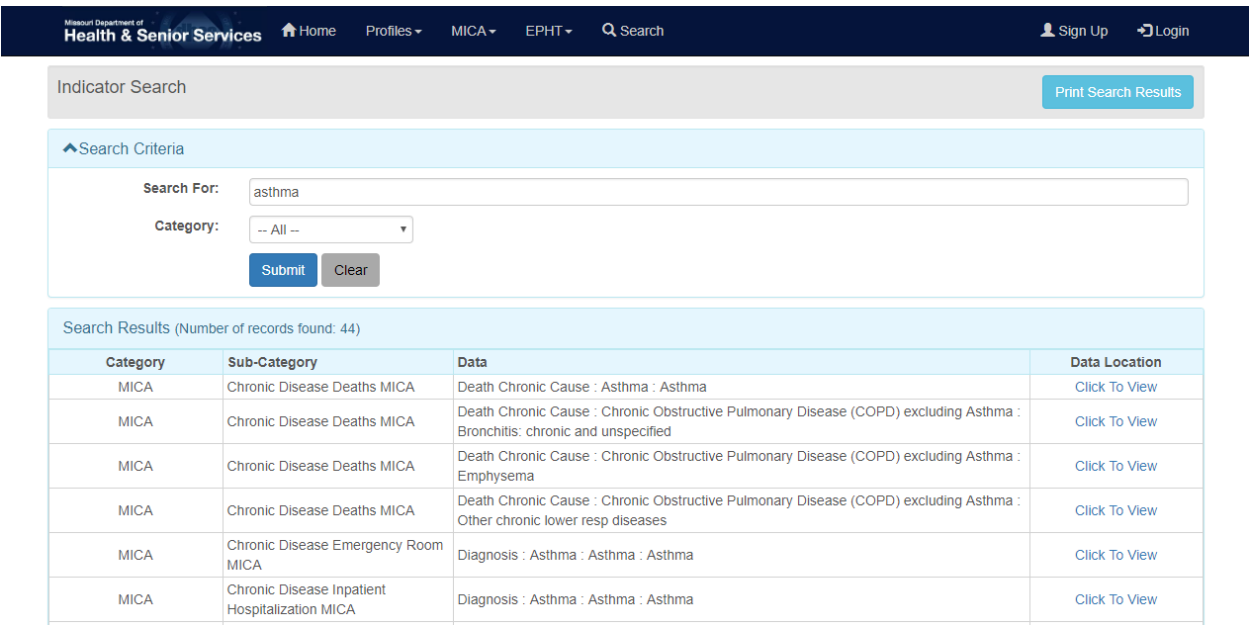 Missouri Department of
Health & Senior Services
Home Profiles MICA EPHT Search Sign Up Login
Indicator Search
Print Search Results
Search Criteria
Search For: asthma
Category: -- All --
Submit Clear
Search Results (Number of records found: 44)
Category Sub-Category Data Data Location
MICA Chronic Disease Deaths MICA Death Chronic Cause : Asthma : Asthma Click To View
MICA Chronic Disease Deaths MICA Death Chronic Cause : Chronic Obstructive Pulmonary Disease (COPD) excluding Asthma :
Bronchitis: chronic and unspecified Click To View
MICA Chronic Disease Deaths MICA Death Chronic Cause : Chronic Obstructive Pulmonary Disease (COPD) excluding Asthma :
Emphysema Click To View
MICA Chronic Disease Deaths MICA Death Chronic Cause : Chronic Obstructive Pulmonary Disease (COPD) excluding Asthma :
Other chronic lower resp diseases Click To View
MICA Chronic Disease Emergency Room
MICA Diagnosis : Asthma : Asthma : Asthma Click To View
MICA Chronic Disease Inpatient
Hospitalization MICA Diagnosis : Asthma : Asthma : Asthma Click To View